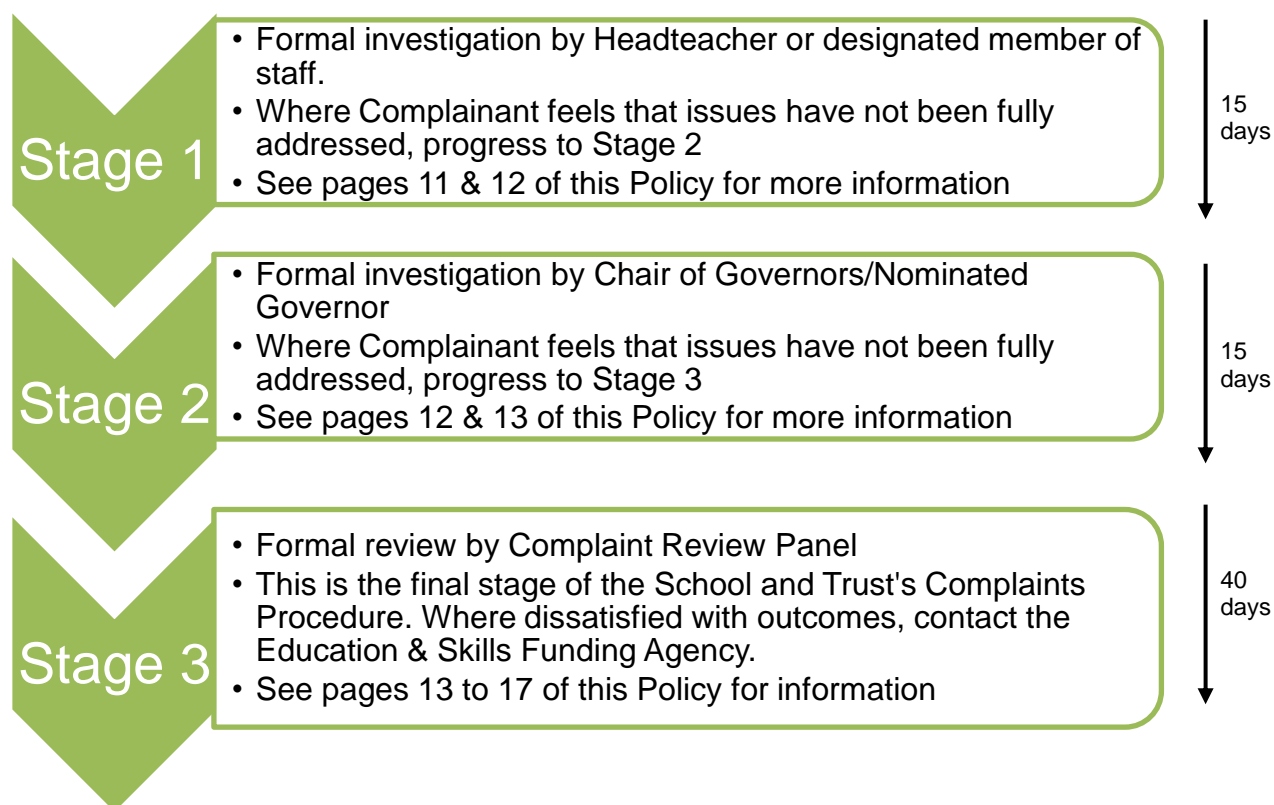 Stage 1
• Formal investigation by Headteacher or designated member of
staff.
• Where Complainant feels that issues have not been fully
addressed, progress to Stage 2
• See pages 11 & 12 of this Policy for more information
15
days
Stage 2
• Formal investigation by Chair of Governors/Nominated
Governor
• Where Complainant feels that issues have not been fully
addressed, progress to Stage 3
• See pages 12 & 13 of this Policy for more information
15
days
Stage 3
• Formal review by Complaint Review Panel
• This is the final stage of the School and Trust's Complaints
Procedure. Where dissatisfied with outcomes, contact the
Education & Skills Funding Agency.
• See pages 13 to 17 of this Policy for information
40
days